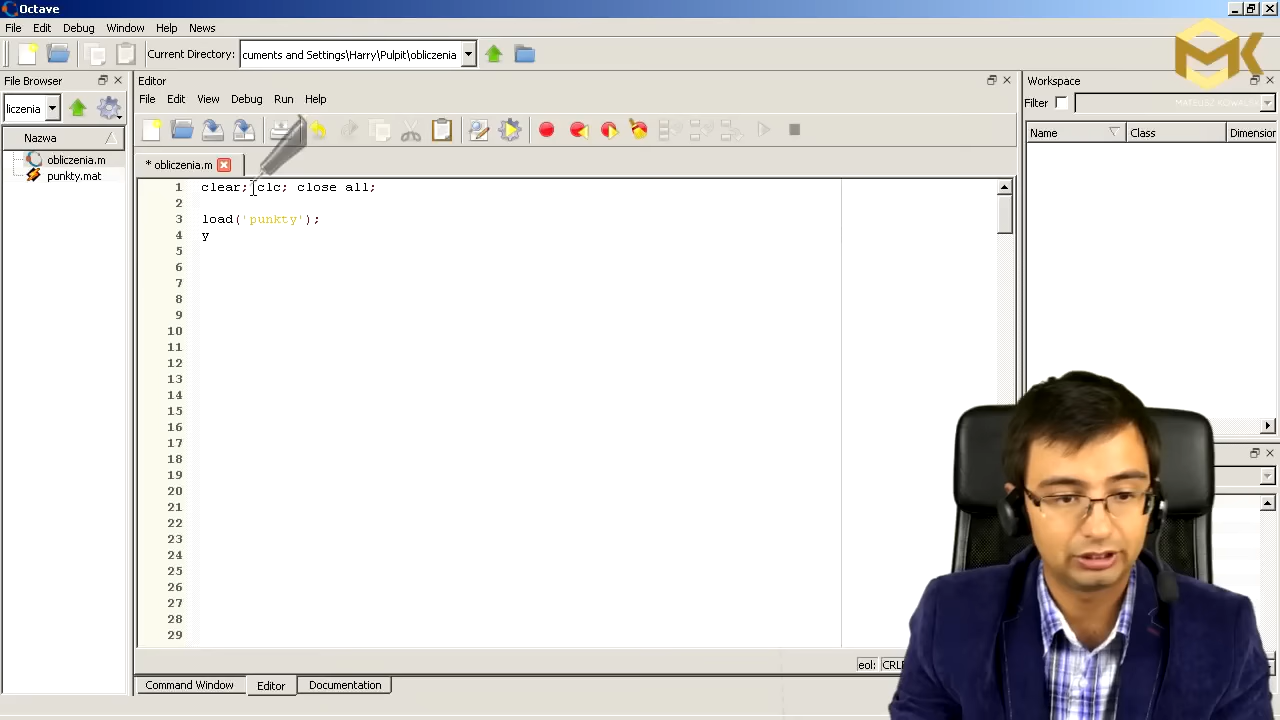 Octave
File Edit Debug Window Help News
Current Directory: cuments and Settings\Harry\Pulpit\obliczenia
MK
File Browser
Editor
Workspace
liczenia
File Edit View Debug Run Help
Filter
MATEUSZ KOWALSKI
Nazwa
Name Class Dimension
obliczenia.m
punkty.mat
* obliczenia.m
1 clear; clc; close all;
2
3 load('punkty');
4 y
5
6
7
8
9
10
11
12
13
14
15
16
17
18
19
20
21
22
23
24
25
26
27
28
29
eol: CRLF
Command Window Editor Documentation